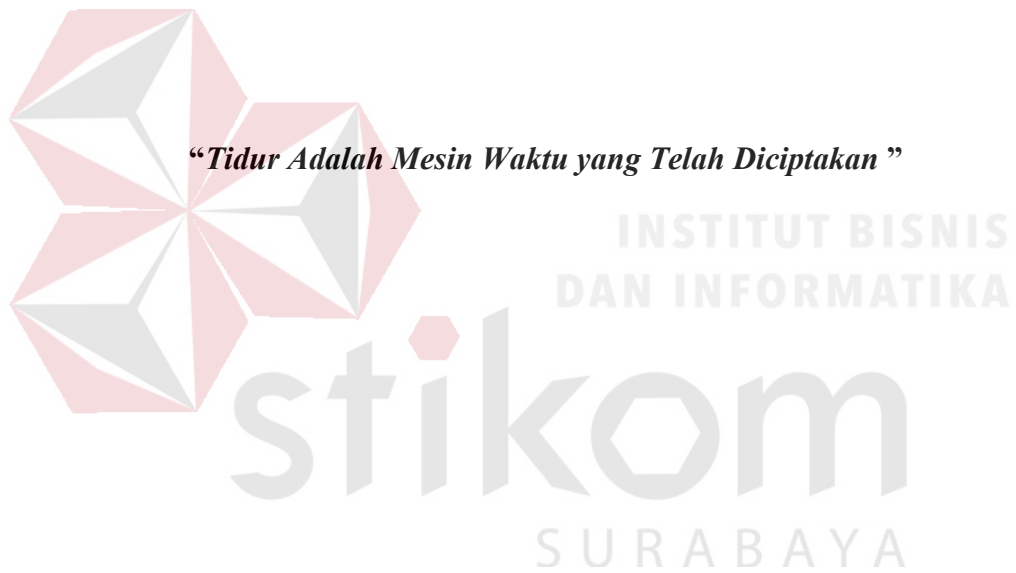 “Tidur Adalah Mesin Waktu yang Telah Diciptakan ”
INSTITUT BISNIS
DAN INFORMATIKA
stikom
SURABAYA